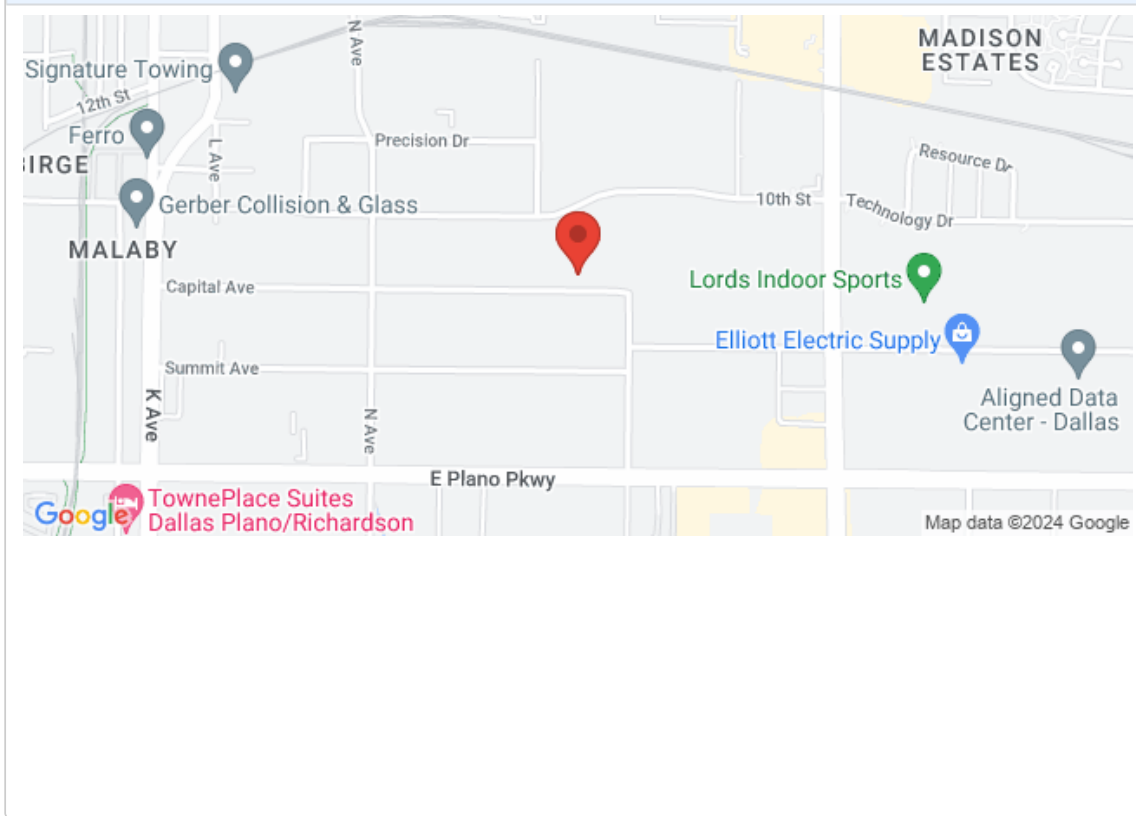 N Ave
MADISON
ESTATES
Signature Towing
12th St
Ferro
Precision Dr
L Ave
BIRGE
Resource Dr
Gerber Collision & Glass
10th St
Technology Dr
MALABY
Lords Indoor Sports
Capital Ave
Elliott Electric Supply
Summit Ave
K Ave
N Ave
Aligned Data
Center - Dallas
E Plano Pkwy
TownePlace Suites
Dallas Plano/Richardson
Google
Map data ©2024 Google